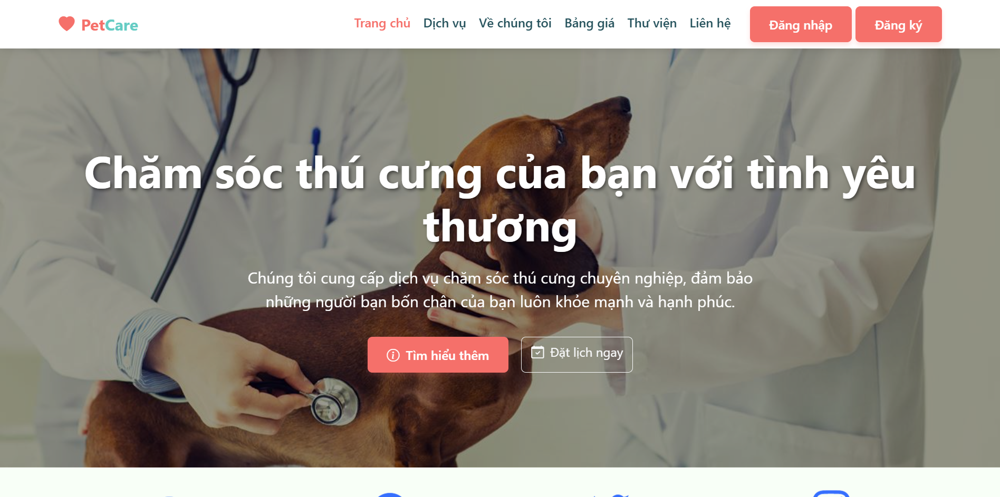 PetCare
Trang chủ
Dịch vụ
Về chúng tôi
Bảng giá
Thư viện
Liên hệ
Đăng nhập
Đăng ký
Chăm sóc thú cưng của bạn với tình yêu
thương
Chúng tôi cung cấp dịch vụ chăm sóc thú cưng chuyên nghiệp, đảm bảo
những người bạn bốn chân của bạn luôn khỏe mạnh và hạnh phúc.
Tìm hiểu thêm
Đặt lịch ngay